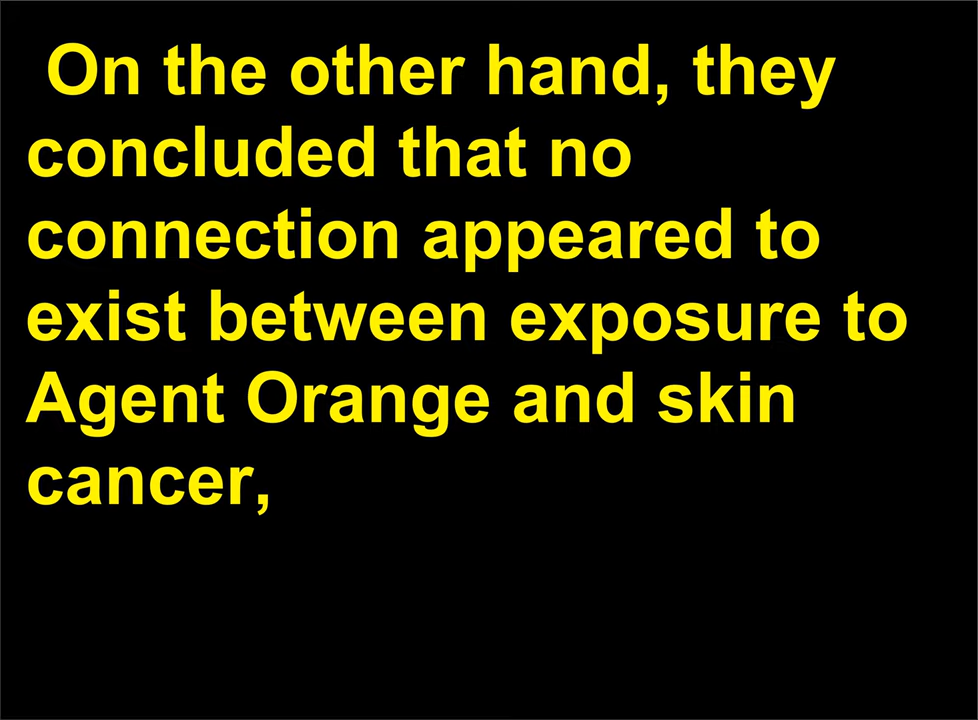 On the other hand, they
concluded that no
connection appeared to
exist between exposure to
Agent Orange and skin
cancer,